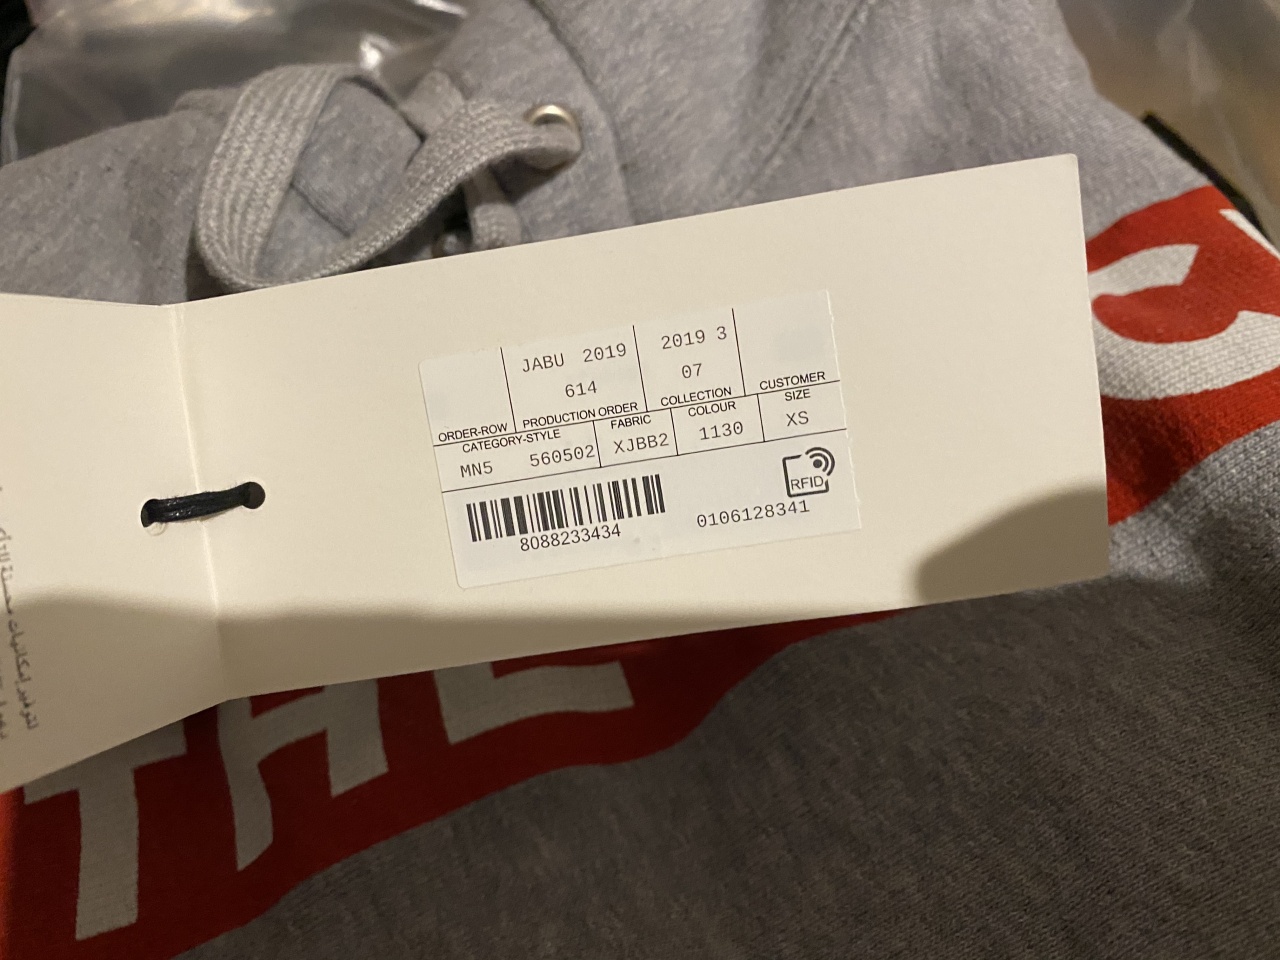 JABU 2019
614
2019 3
07
ORDER-ROW
PRODUCTION ORDER
COLLECTION
CUSTOMER
CATEGORY-STYLE
FABRIC
COLOUR
SIZE
MN5 560502
XJBB2
1130
XS
RFID
8088233434
0106128341
THE